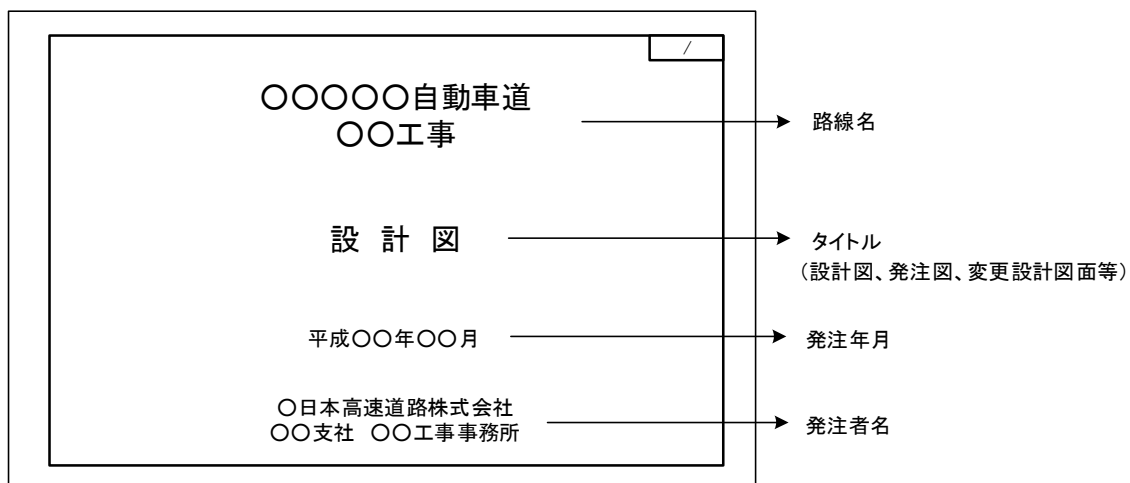 /
○○○○○自動車道
○○工事
路線名
設 計 図
タイトル
（設計図、発注図、変更設計図面等）
平成○○年○○月
発注年月
○日本高速道路株式会社
○○支社 ○○工事事務所
発注者名